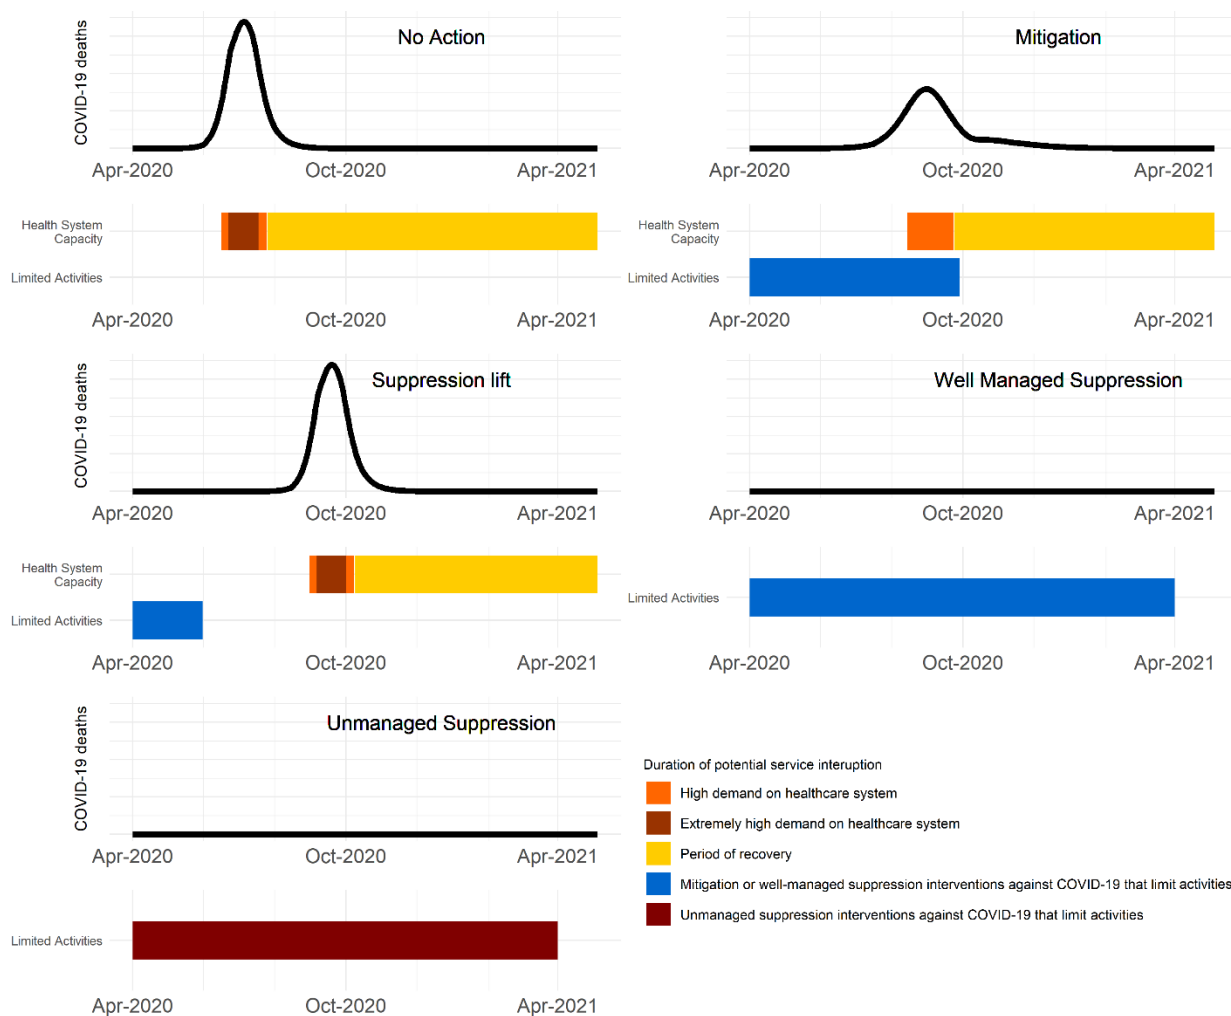 No Action
COVID-19 deaths
Apr-2020 Oct-2020 Apr-2021
Health System
Capacity
Limited Activities
Apr-2020 Oct-2020 Apr-2021
Mitigation
Apr-2020 Oct-2020 Apr-2021
Health System
Capacity
Limited Activities
Apr-2020 Oct-2020 Apr-2021
Suppression lift
COVID-19 deaths
Apr-2020 Oct-2020 Apr-2021
Health System
Capacity
Limited Activities
Apr-2020 Oct-2020 Apr-2021
Well Managed Suppression
Apr-2020 Oct-2020 Apr-2021
Limited Activities
Apr-2020 Oct-2020 Apr-2021
Unmanaged Suppression
COVID-19 deaths
Apr-2020 Oct-2020 Apr-2021
Limited Activities
Apr-2020 Oct-2020 Apr-2021
Duration of potential service interuption
High demand on healthcare system
Extremely high demand on healthcare system
Period of recovery
Mitigation or well-managed suppression interventions against COVID-19 that limit activities
Unmanaged suppression interventions against COVID-19 that limit activities